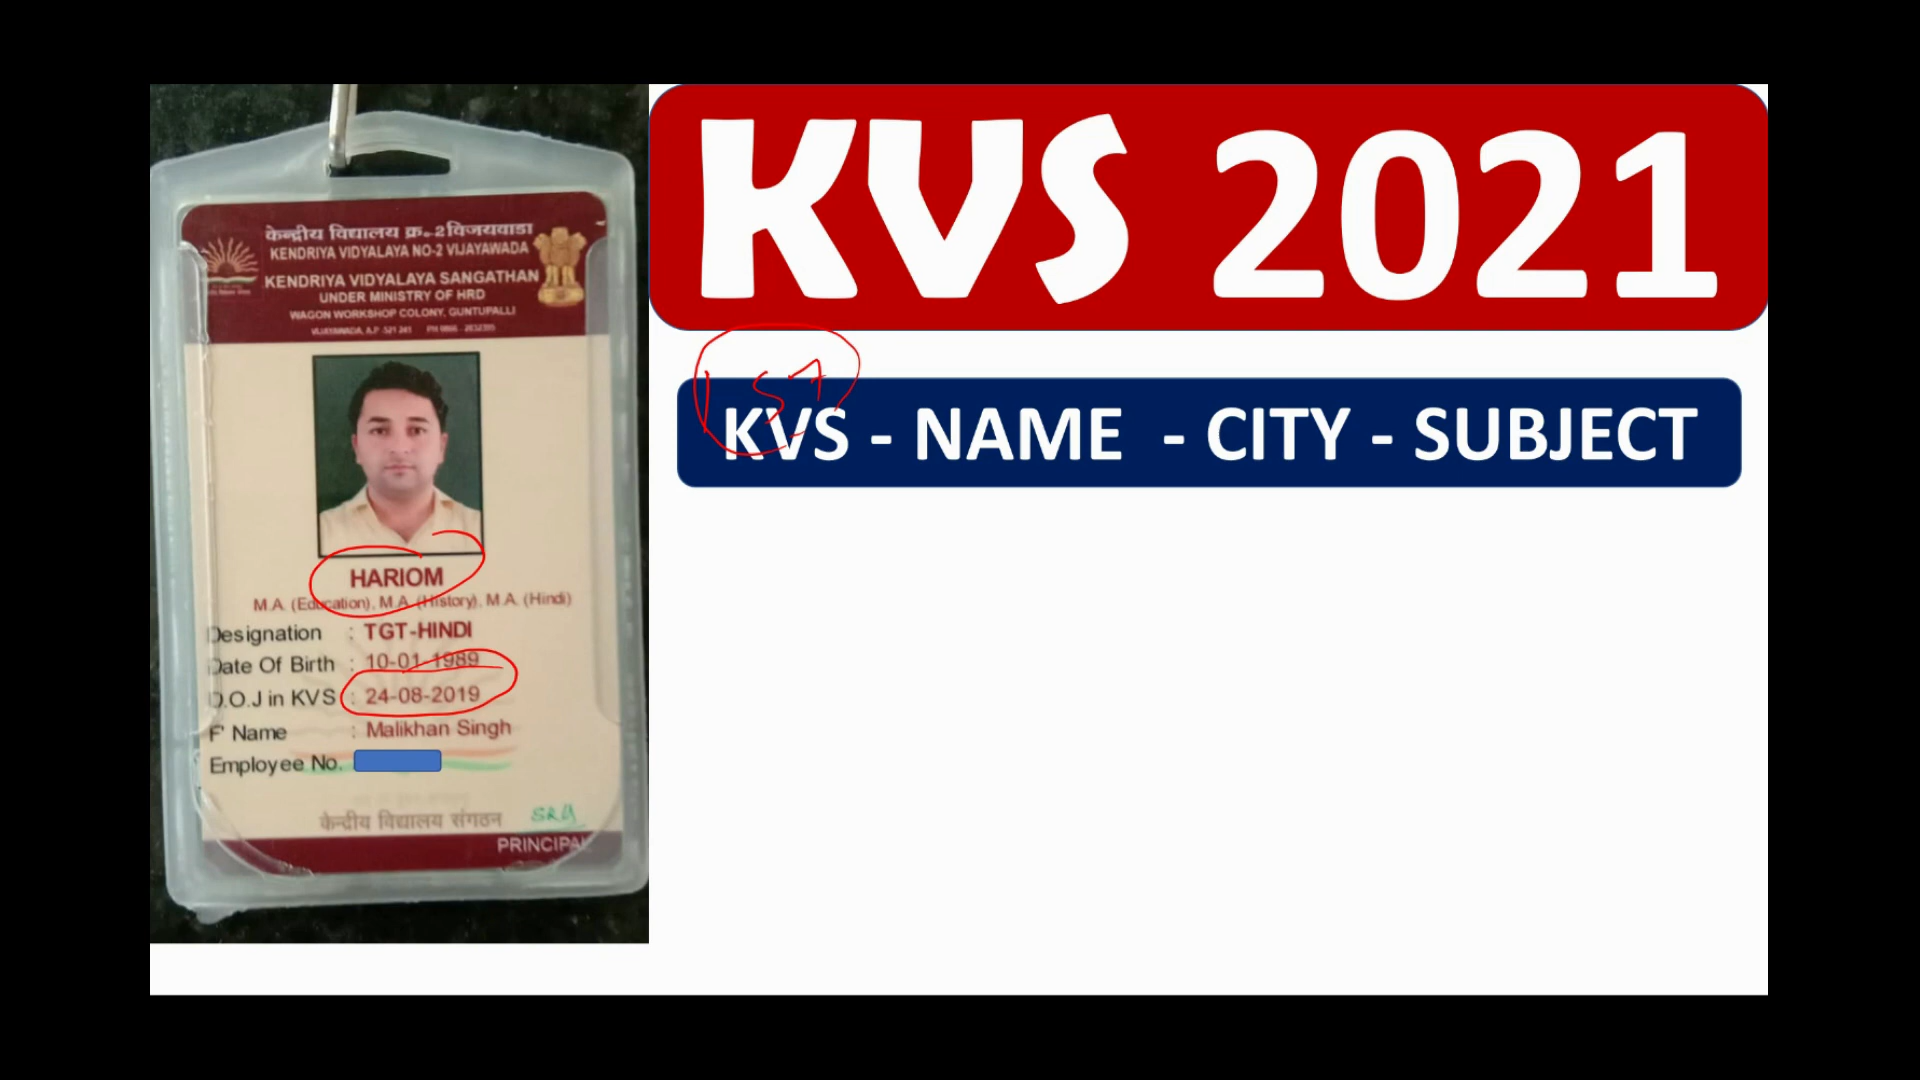 केन्द्रीय विद्यालय क्र॰-2 विजयवाडा
KENDRIYA VIDYALAYA NO-2 VIJAYAWADA
KENDRIYA VIDYALAYA SANGATHAN
UNDER MINISTRY OF HRD
WAGON WORKSHOP COLONY, GUNTUPALLI
VIJAYAWADA, A.P
HARIOM
M.A. (Education), M.A. (History), M.A. (Hindi)
Designation : TGT-HINDI
Date Of Birth : 10-01-1989
D.O.J in KVS : 24-08-2019
F' Name : Malikhan Singh
Employee No.
केन्द्रीय विद्यालय संगठन
PRINCIPAL
KVS 2021
KVS - NAME - CITY - SUBJECT